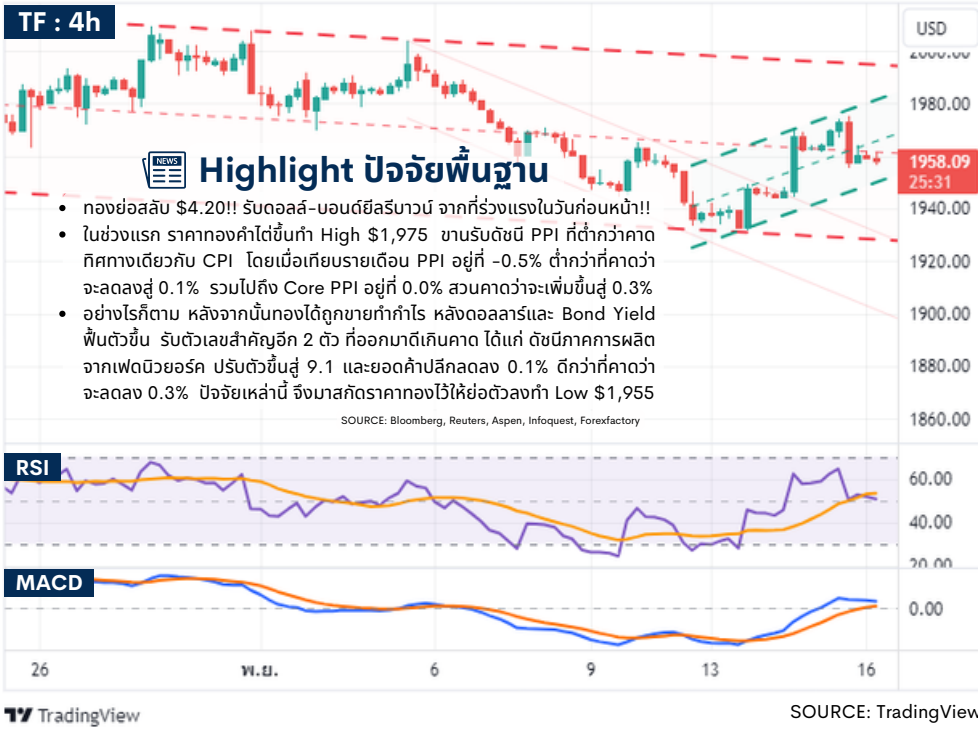 TF : 4h
USD
2000.00
1980.00
NEWS
Highlight ปัจจัยพื้นฐาน
1958.09
25:31
• ทองย่อสลับ $4.20!! รับดอลล์-บอนด์ยีลรีบาวน์ จากที่ร่วงแรงในวันก่อนหน้า!!
1940.00
• ในช่วงแรก ราคาทองคำไต่ขึ้นทำ High $1,975 ขานรับดัชนี PPI ที่ต่ำกว่าคาด
ทิศทางเดียวกับ CPI โดยเมื่อเทียบรายเดือน PPI อยู่ที่ -0.5% ต่ำกว่าที่คาดว่า
1920.00
จะลดลงสู่ 0.1% รวมไปถึง Core PPI อยู่ที่ 0.0% สวนคาดว่าจะเพิ่มขึ้นสู่ 0.3%
• อย่างไรก็ตาม หลังจากนั้นทองได้ถูกขายทำกำไร หลังดอลลาร์และ Bond Yield
1900.00
ฟื้นตัวขึ้น รับตัวเลขสำคัญอีก 2 ตัว ที่ออกมาดีเกินคาด ได้แก่ ดัชนีภาคการผลิต
จากเฟดนิวยอร์ค ปรับตัวขึ้นสู่ 9.1 และยอดค้าปลีกลดลง 0.1% ดีกว่าที่คาดว่า
1880.00
จะลดลง 0.3% ปัจจัยเหล่านี้ จึงมาสกัดราคาทองไว้ให้ย่อตัวลงทำ Low $1,955
1860.00
SOURCE: Bloomberg, Reuters, Aspen, Infoquest, Forexfactory
RSI
60.00
40.00
20.00
MACD
0.00
26 พ.ย. 6 9 13 16
TradingView
SOURCE: TradingView